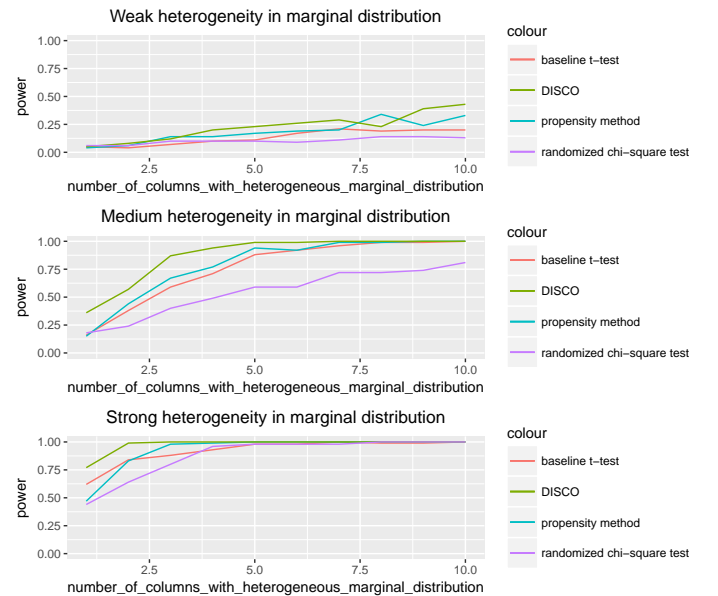 Weak heterogeneity in marginal distribution
1.00
0.75
0.50
0.25
0.00
power
2.5 5.0 7.5 10.0
number_of_columns_with_heterogeneous_marginal_distribution
colour
baseline t−test
DISCO
propensity method
randomized chi−square test
Medium heterogeneity in marginal distribution
1.00
0.75
0.50
0.25
0.00
power
2.5 5.0 7.5 10.0
number_of_columns_with_heterogeneous_marginal_distribution
colour
baseline t−test
DISCO
propensity method
randomized chi−square test
Strong heterogeneity in marginal distribution
1.00
0.75
0.50
0.25
0.00
power
2.5 5.0 7.5 10.0
number_of_columns_with_heterogeneous_marginal_distribution
colour
baseline t−test
DISCO
propensity method
randomized chi−square test